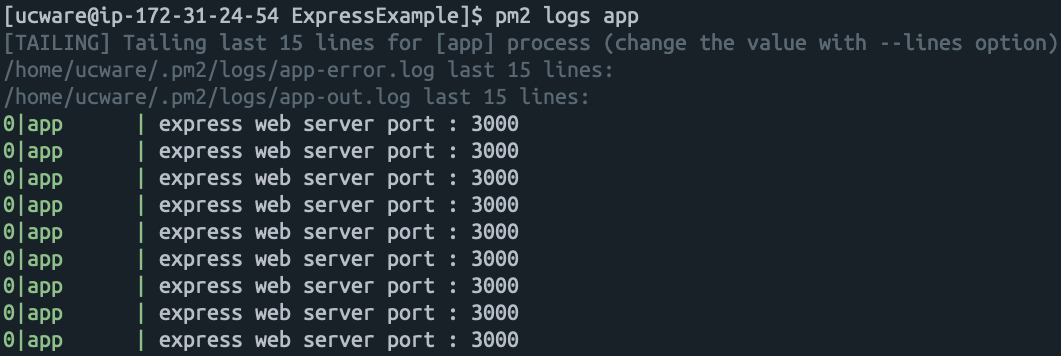 [ucware@ip-172-31-24-54 ExpressExample]$ pm2 logs app
[TAILING] Tailing last 15 lines for [app] process (change the value with --lines option)
/home/ucware/.pm2/logs/app-error.log last 15 lines:
/home/ucware/.pm2/logs/app-out.log last 15 lines:
0|app      | express web server port : 3000
0|app      | express web server port : 3000
0|app      | express web server port : 3000
0|app      | express web server port : 3000
0|app      | express web server port : 3000
0|app      | express web server port : 3000
0|app      | express web server port : 3000
0|app      | express web server port : 3000
0|app      | express web server port : 3000